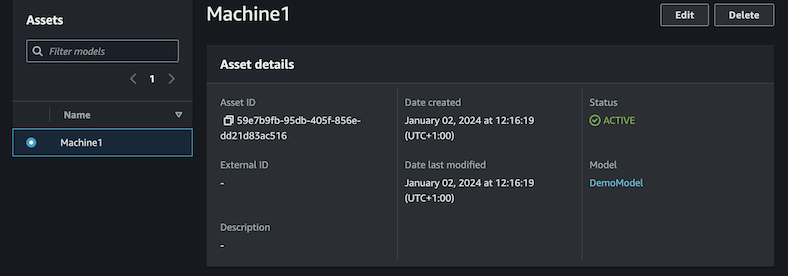 Assets
Filter models
1
Name
Machine1
Machine1
Edit
Delete
Asset details
Asset ID
59e7b9fb-95db-405f-856e-
dd21d83ac516
External ID
-
Description
-
Date created
January 02, 2024 at 12:16:19
(UTC+1:00)
Date last modified
January 02, 2024 at 12:16:19
(UTC+1:00)
Status
ACTIVE
Model
DemoModel